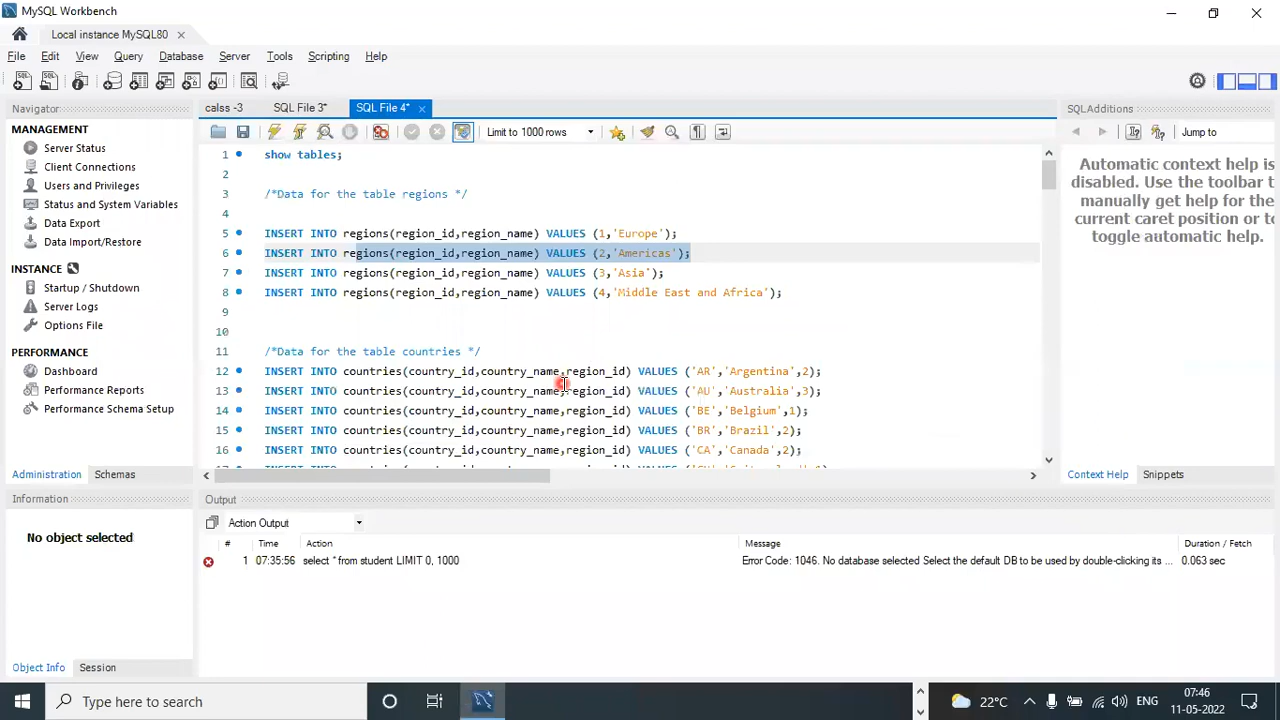 MySQL Workbench
Local instance MySQL80
File Edit View Query Database Server Tools Scripting Help
Navigator
MANAGEMENT
Server Status
Client Connections
Users and Privileges
Status and System Variables
Data Export
Data Import/Restore
INSTANCE
Startup / Shutdown
Server Logs
Options File
PERFORMANCE
Dashboard
Performance Reports
Performance Schema Setup
Administration Schemas
Information
No object selected
Object Info Session
calss -3 SQL File 3* SQL File 4*
Limit to 1000 rows
1 show tables;
2
3 /*Data for the table regions */
4
5 INSERT INTO regions(region_id,region_name) VALUES (1,'Europe');
6 INSERT INTO regions(region_id,region_name) VALUES (2,'Americas');
7 INSERT INTO regions(region_id,region_name) VALUES (3,'Asia');
8 INSERT INTO regions(region_id,region_name) VALUES (4,'Middle East and Africa');
9
10
11 /*Data for the table countries */
12 INSERT INTO countries(country_id,country_name,region_id) VALUES ('AR','Argentina',2);
13 INSERT INTO countries(country_id,country_name,region_id) VALUES ('AU','Australia',3);
14 INSERT INTO countries(country_id,country_name,region_id) VALUES ('BE','Belgium',1);
15 INSERT INTO countries(country_id,country_name,region_id) VALUES ('BR','Brazil',2);
16 INSERT INTO countries(country_id,country_name,region_id) VALUES ('CA','Canada',2);
SQLAdditions
Jump to
Automatic context help is
disabled. Use the toolbar t
manually get help for the
current caret position or to
toggle automatic help.
Context Help Snippets
Output
Action Output
# Time Action Message Duration / Fetch
1 07:35:56 select * from student LIMIT 0, 1000 Error Code: 1046. No database selected Select the default DB to be used by double-clicking its ... 0.063 sec
Type here to search
22°C
ENG
07:46
11-05-2022